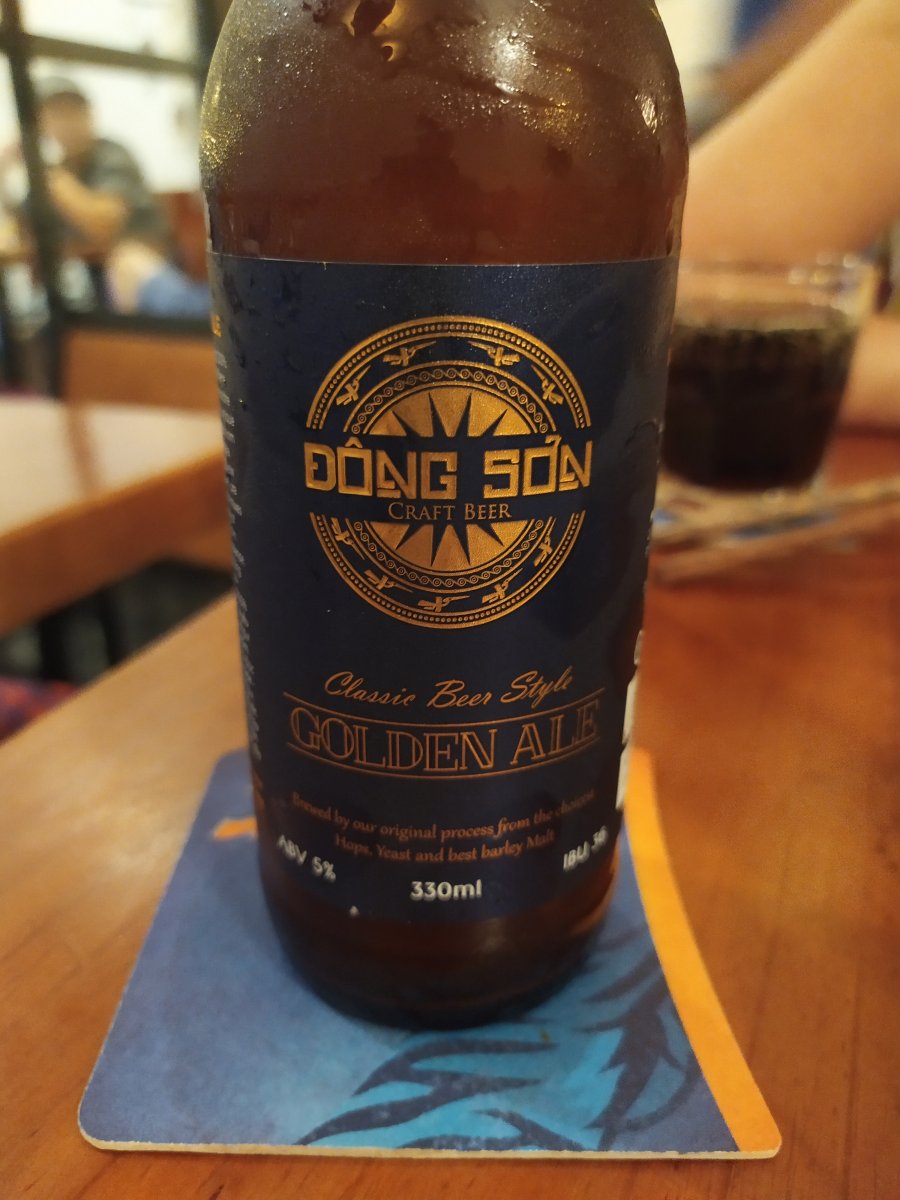 ĐÔNG SƠN
CRAFT BEER
Classic Beer Style
GOLDEN ALE
Brewed by our original process from the choicest
Hops, Yeast and best barley Malt
ABV 5%
330ml
IBU 36